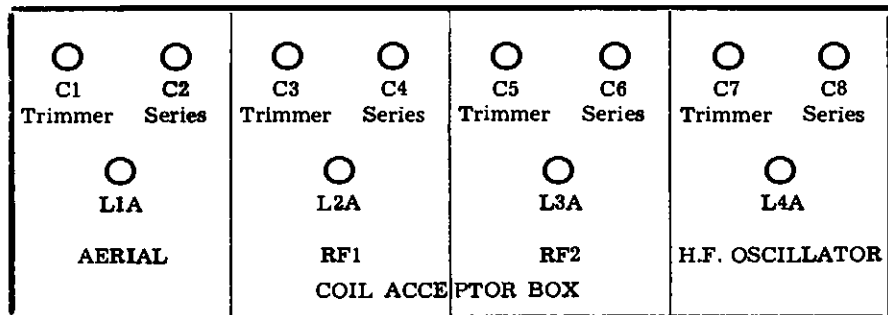 C1 C2 C3 C4 C5 C6 C7 C8
Trimmer Series Trimmer Series Trimmer Series Trimmer Series
L1A L2A L3A L4A
AERIAL RF1 RF2 H.F. OSCILLATOR
COIL ACCEPTOR BOX